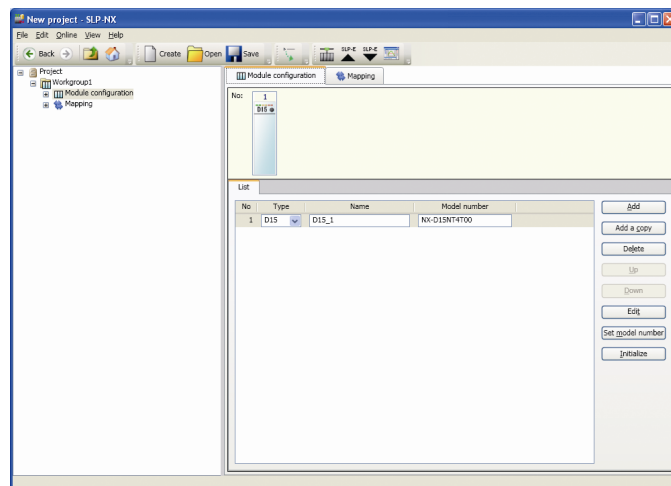 New project - SLP-NX
File Edit Online View Help
Back Create Open Save SLP-E SLP-E
Project
Workgroup1
Module configuration
Mapping
Module configuration Mapping
No: 1
D15
List
No Type Name Model number
1 D15 D15_1 NX-D15NT4T00
Add
Add a copy
Delete
Up
Down
Edit
Set model number
Initialize